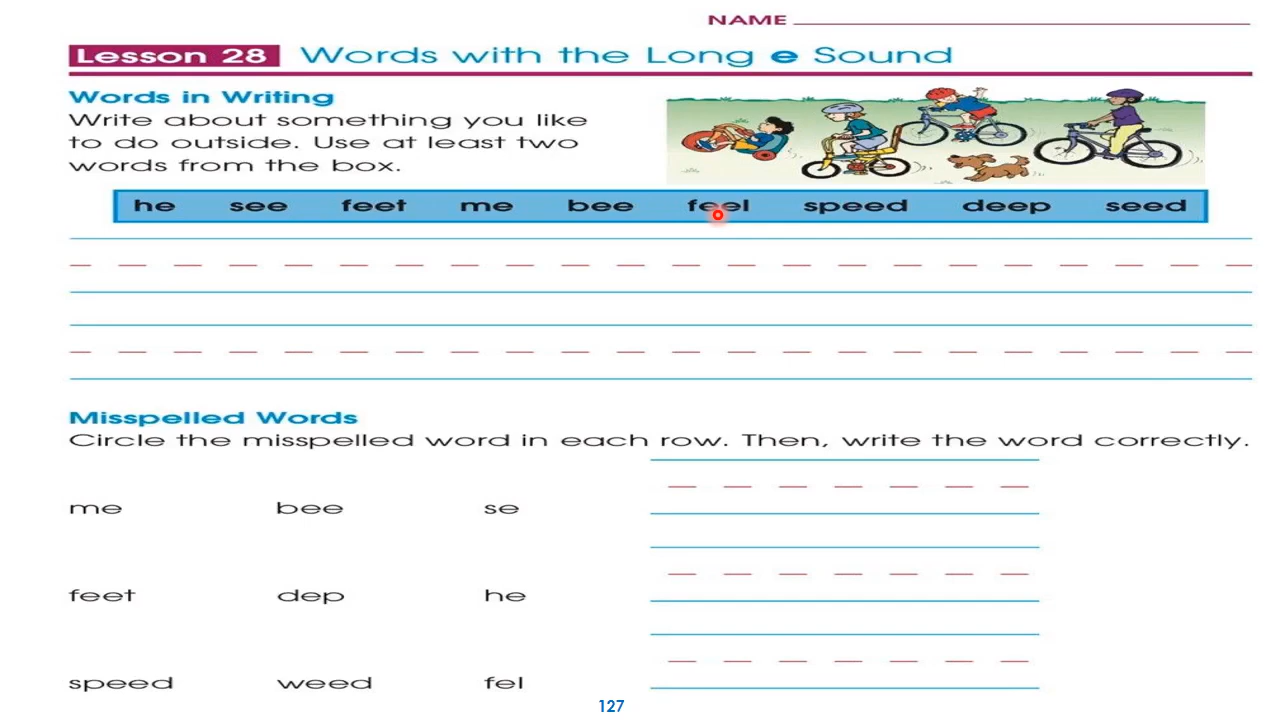 NAME
Lesson 28 Words with the Long e Sound
Words in Writing
Write about something you like
to do outside. Use at least two
words from the box.
he see feet me bee feel speed deep seed
Misspelled Words
Circle the misspelled word in each row. Then, write the word correctly.
me bee se
feet dep he
speed weed fel
127